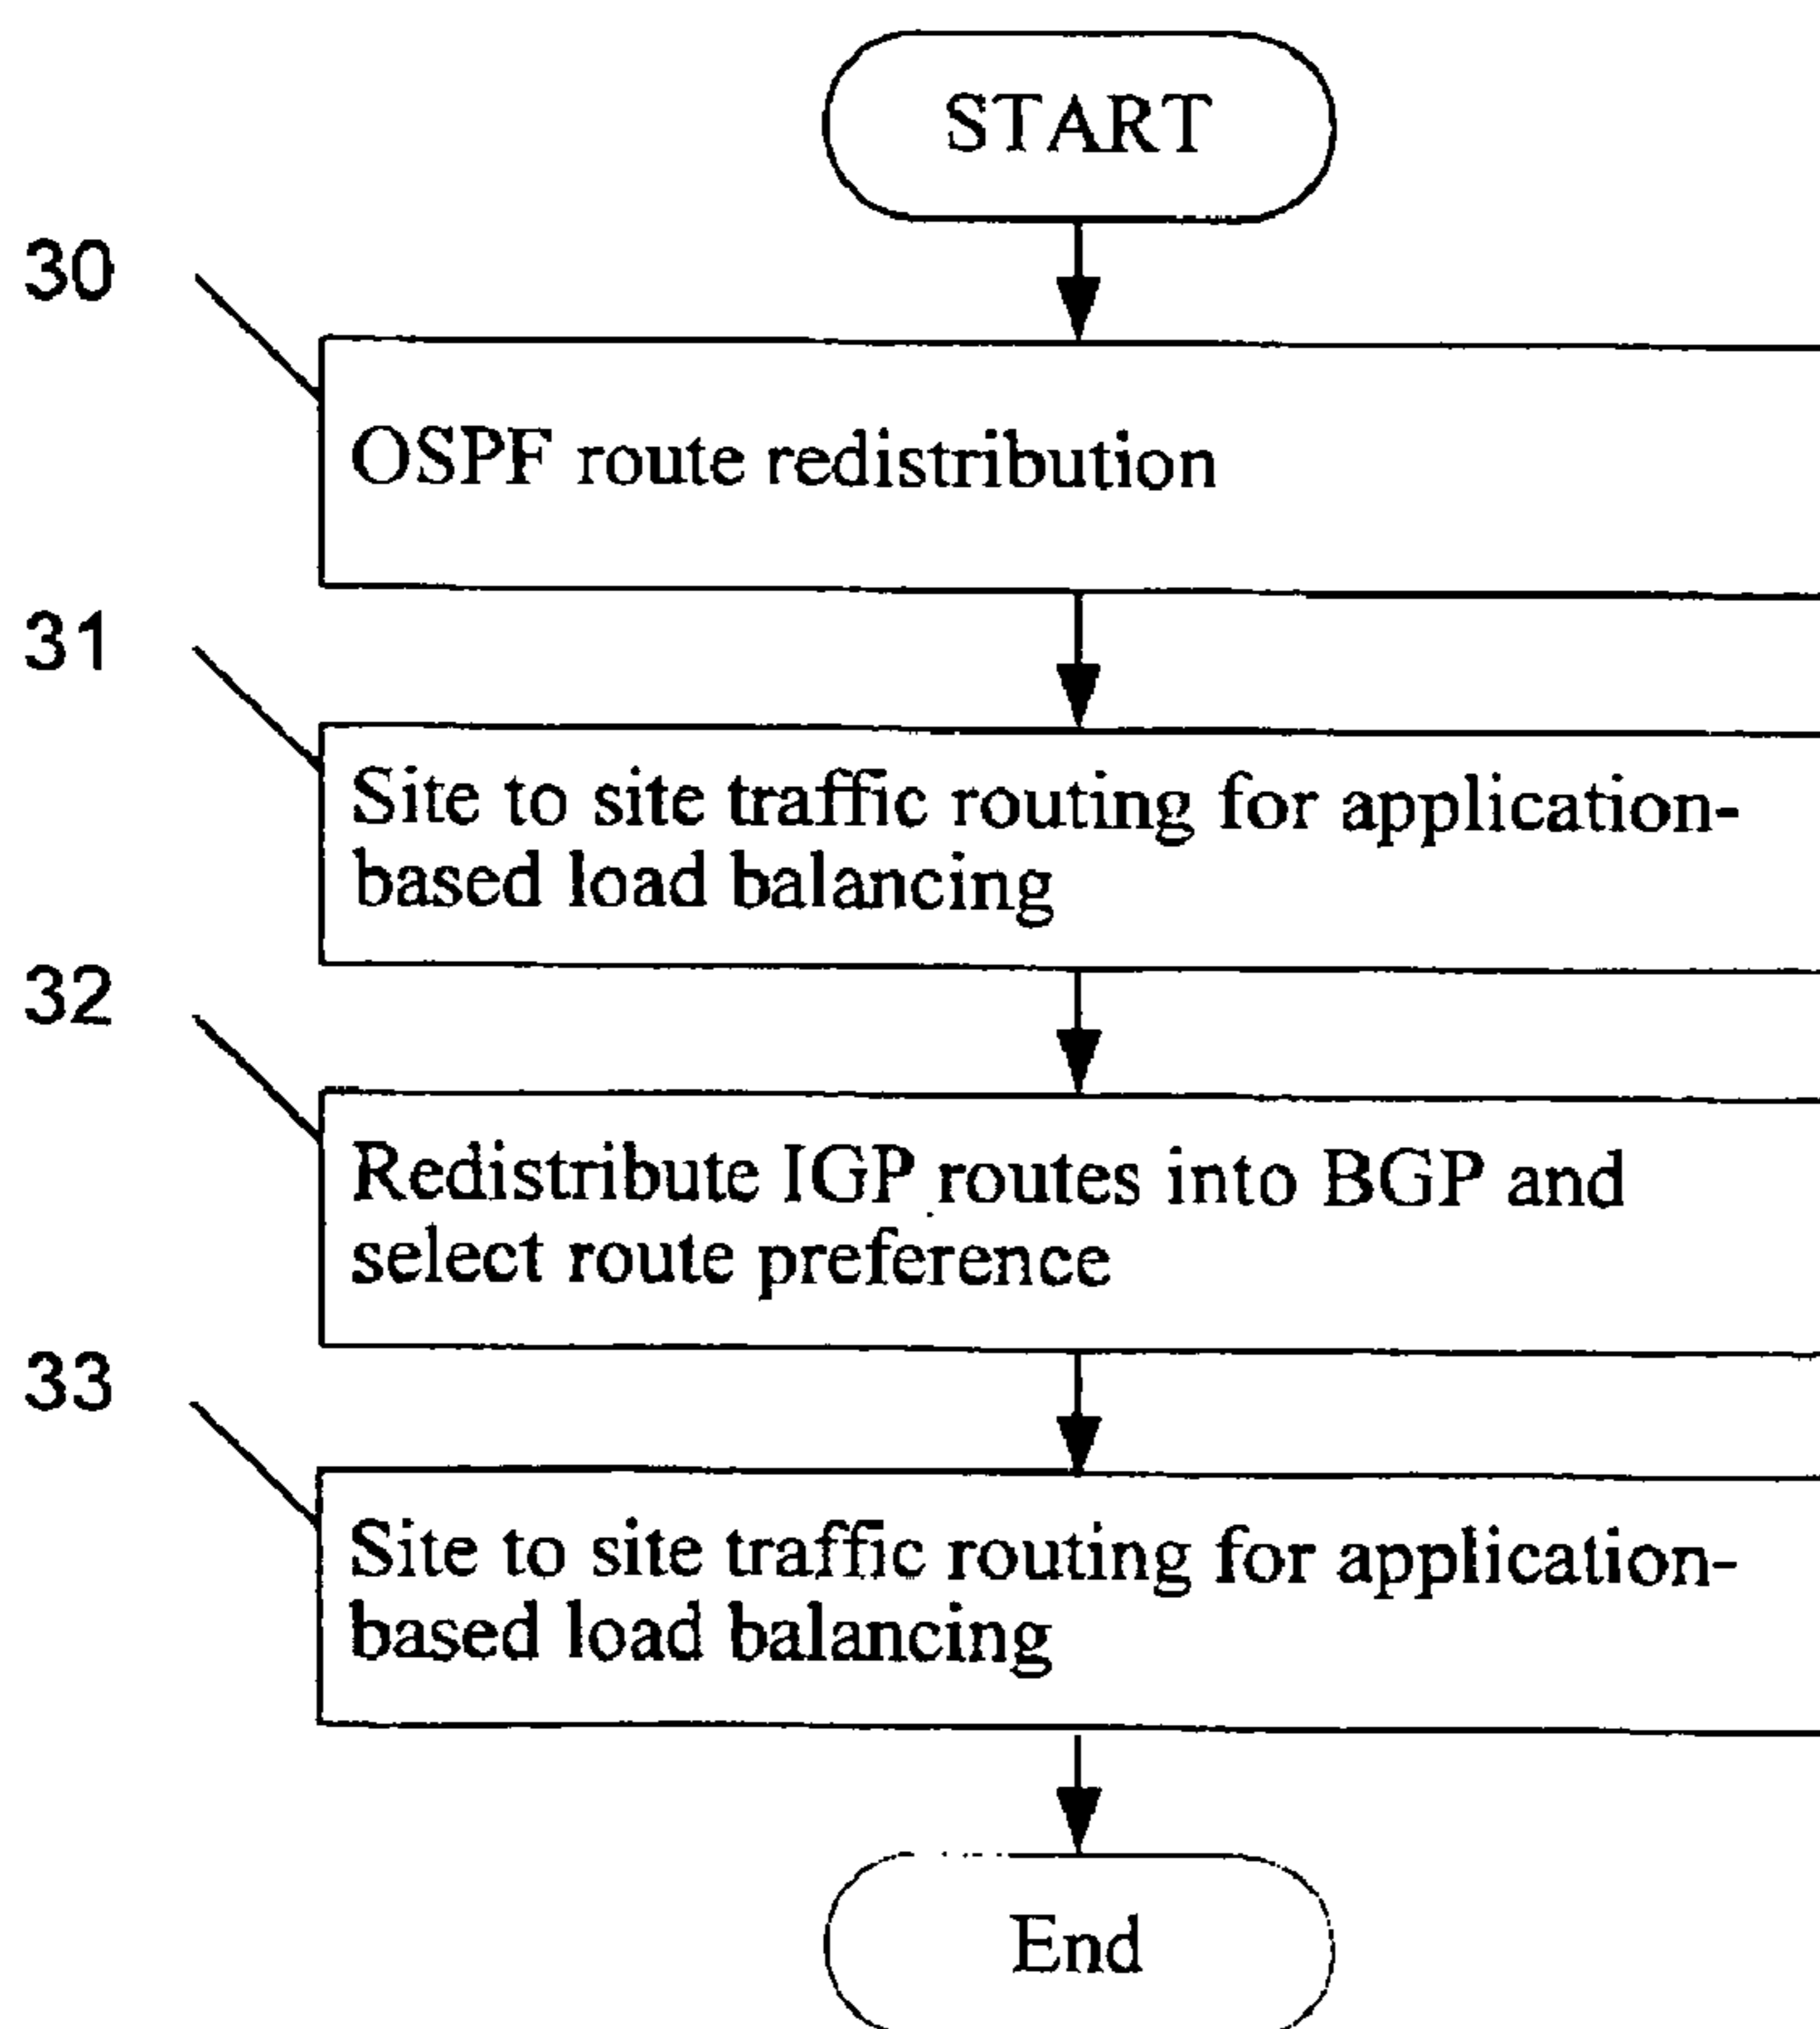 START
30
OSPF route redistribution
31
Site to site traffic routing for application-
based load balancing
32
Redistribute IGP routes into BGP and
select route preference
33
Site to site traffic routing for application-
based load balancing
End